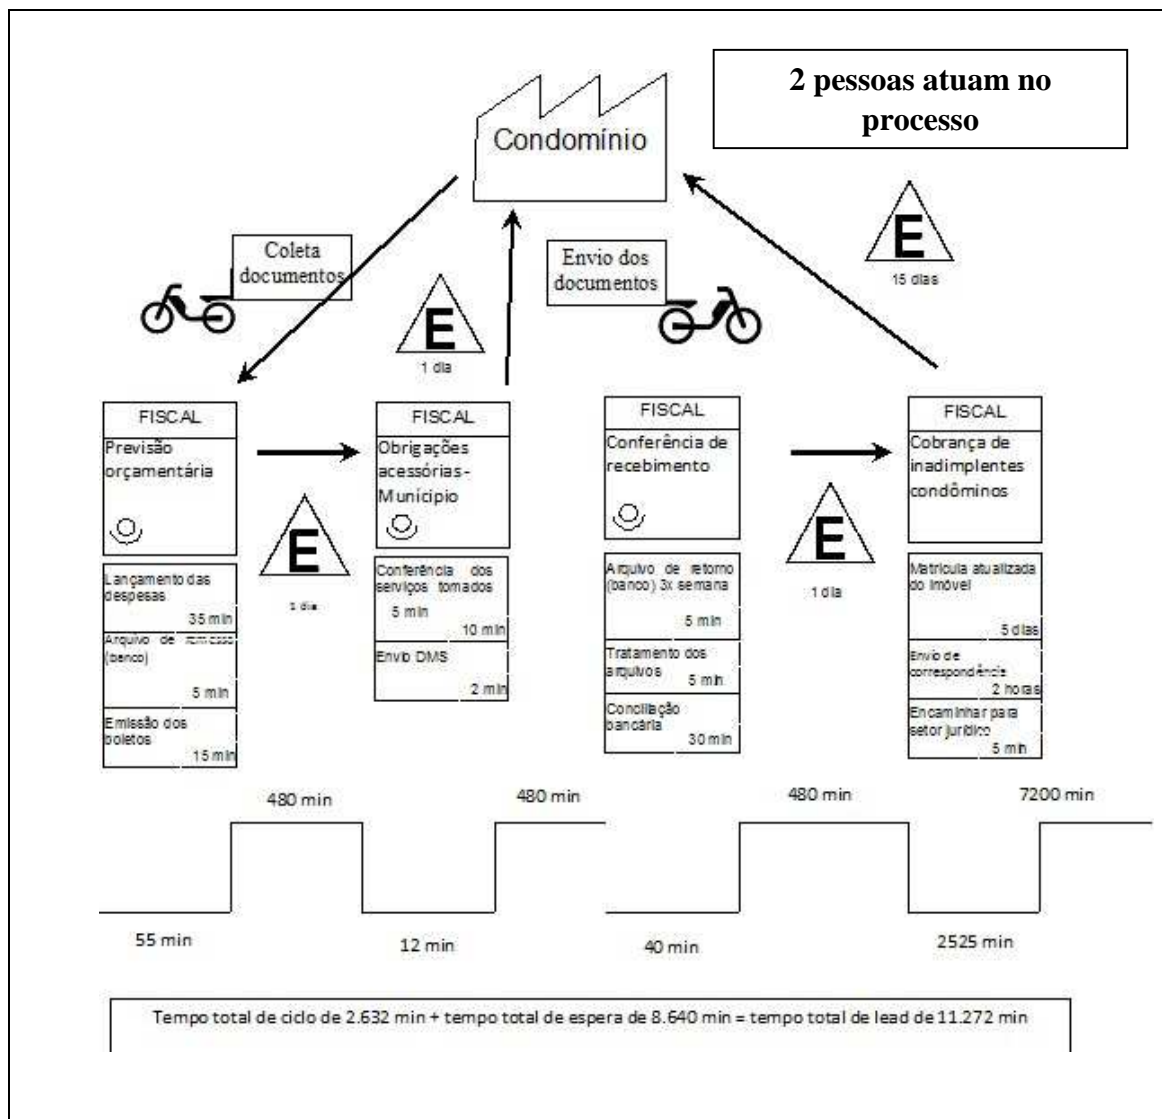 2 pessoas atuam no
processo
Condomínio
E
15 dias
Coleta
documentos
E
1 dia
Envio dos
documentos
FISCAL
Previsão
orçamentária
E
1 dia
FISCAL
Obrigações
acessórias-
Município
FISCAL
Conferência de
recebimento
E
1 dia
FISCAL
Cobrança de
inadimplentes
condôminos
Lançamento das
despesas
35 min
Arquivo de remessa
(banco)
5 min
Emissão dos
boletos
15 min
Conferência dos
serviços tomados
5 min
10 min
Envio DMS
2 min
Arquivo de retorno
(banco) 3x semana
5 min
Tratamento dos
arquivos
5 min
Conciliação
bancária
30 min
Matrícula atualizada
do imóvel
5 dias
Envio de
correspondência
2 horas
Encaminhar para
setor jurídico
5 min
480 min
480 min
480 min
7200 min
55 min
12 min
40 min
2525 min
Tempo total de ciclo de 2.632 min + tempo total de espera de 8.640 min = tempo total de lead de 11.272 min